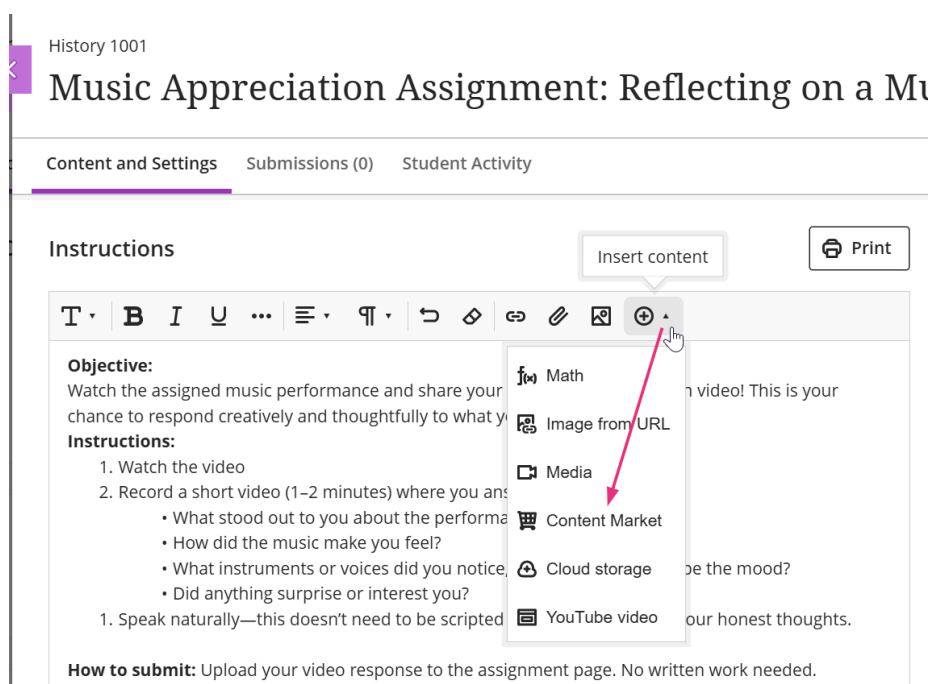 History 1001
Music Appreciation Assignment: Reflecting on a
Content and Settings Submissions (0) Student Activity
Instructions
Insert content
Print
T B I U
Objective:
Watch the assigned music performance and share your video! This is your
chance to respond creatively and thoughtfully to what
Instructions:
1. Watch the video
2. Record a short video (1–2 minutes) where you
• What stood out to you about the
• How did the music make you feel?
• What instruments or voices did you notice, the mood?
• Did anything surprise or interest you?
1. Speak naturally—this doesn’t need to be scripted honest thoughts.
How to submit: Upload your video response to the assignment page. No written work needed.
f(x) Math
Image from URL
Media
Content Market
Cloud storage
YouTube video